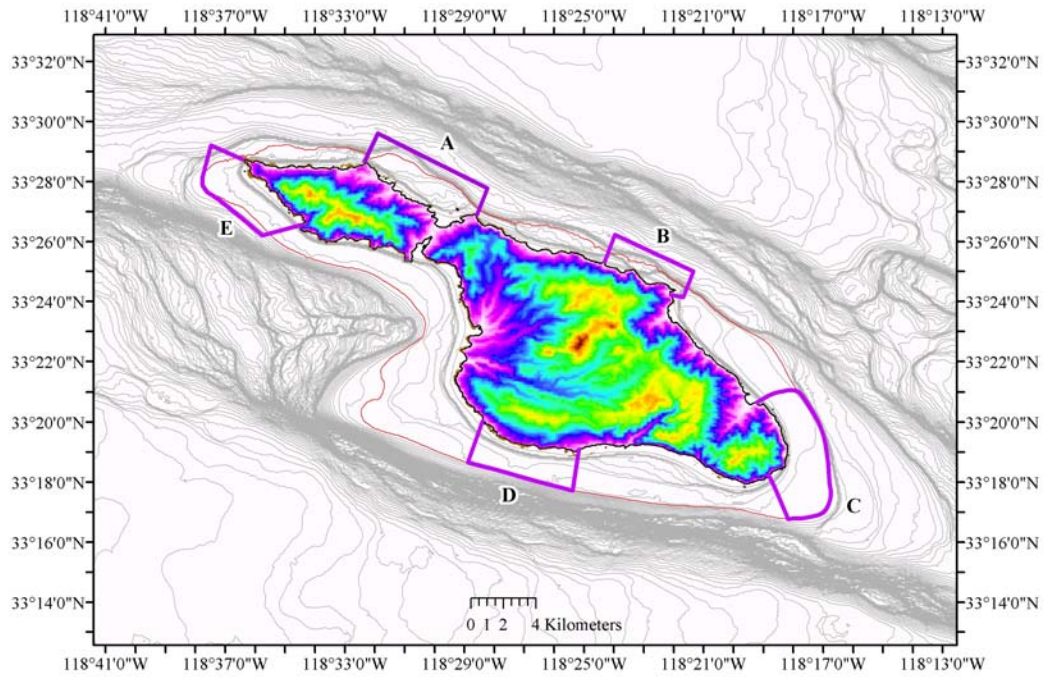 118°41'0"W 118°37'0"W 118°33'0"W 118°29'0"W 118°25'0"W 118°21'0"W 118°17'0"W 118°13'0"W
33°32'0"N 33°32'0"N
33°30'0"N 33°30'0"N
A
33°28'0"N 33°28'0"N
E
B
33°26'0"N 33°26'0"N
33°24'0"N 33°24'0"N
33°22'0"N 33°22'0"N
33°20'0"N 33°20'0"N
33°18'0"N 33°18'0"N
D
C
33°16'0"N 33°16'0"N
33°14'0"N 33°14'0"N
0 1 2 4 Kilometers
118°41'0"W 118°37'0"W 118°33'0"W 118°29'0"W 118°25'0"W 118°21'0"W 118°17'0"W 118°13'0"W